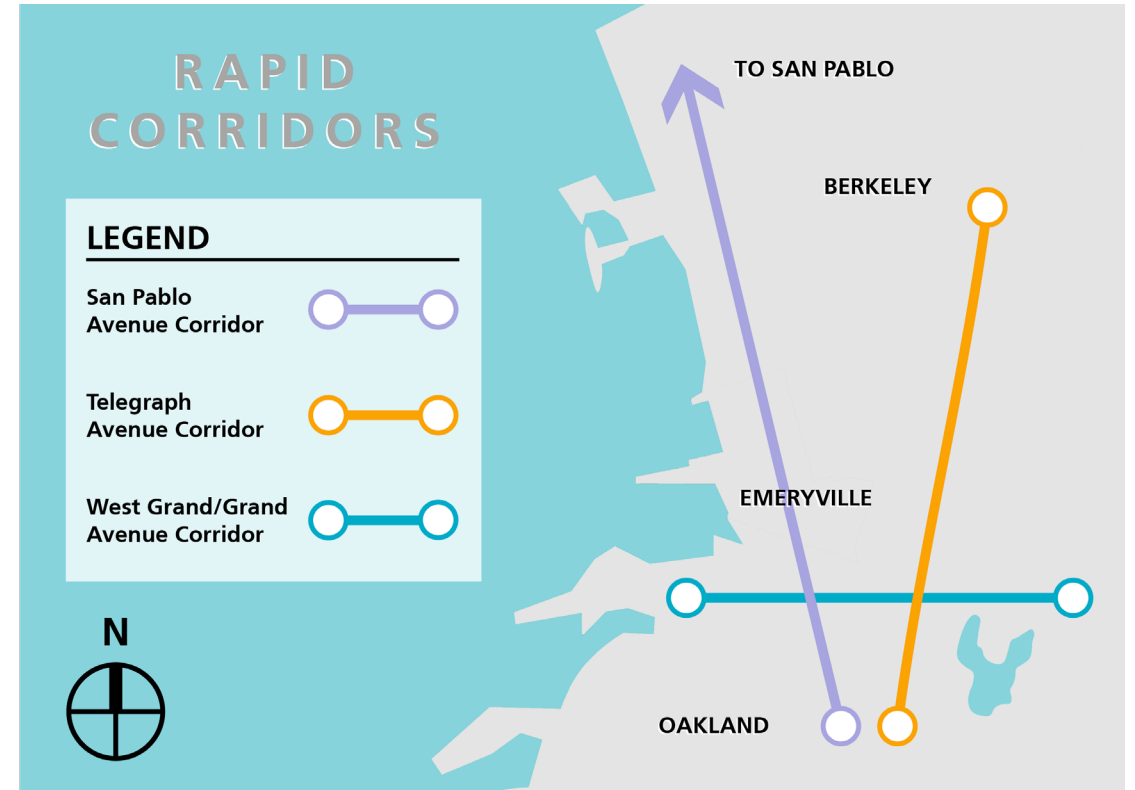 RAPID
CORRIDORS
LEGEND
San Pablo
Avenue Corridor
Telegraph
Avenue Corridor
West Grand/Grand
Avenue Corridor
N
TO SAN PABLO
BERKELEY
EMERYVILLE
OAKLAND